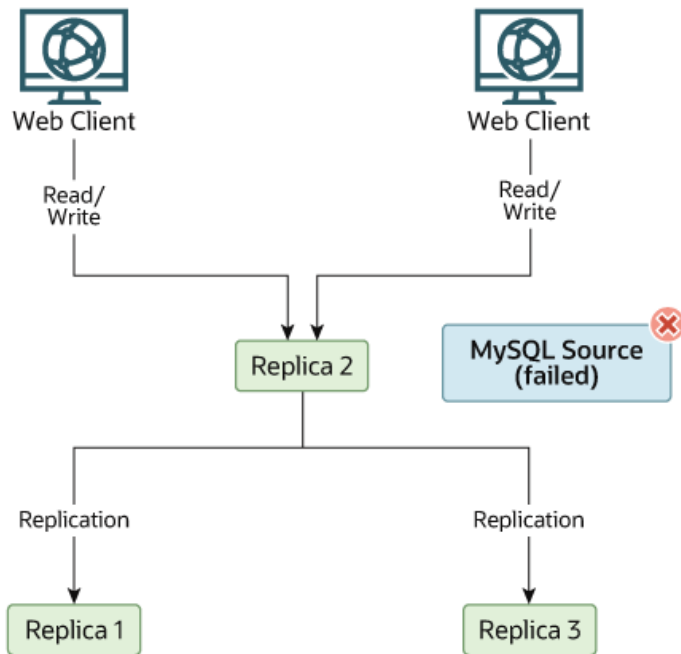 Web Client
Web Client
Read/
Write
Read/
Write
Replica 2
MySQL Source
(failed)
Replication
Replication
Replica 1
Replica 3